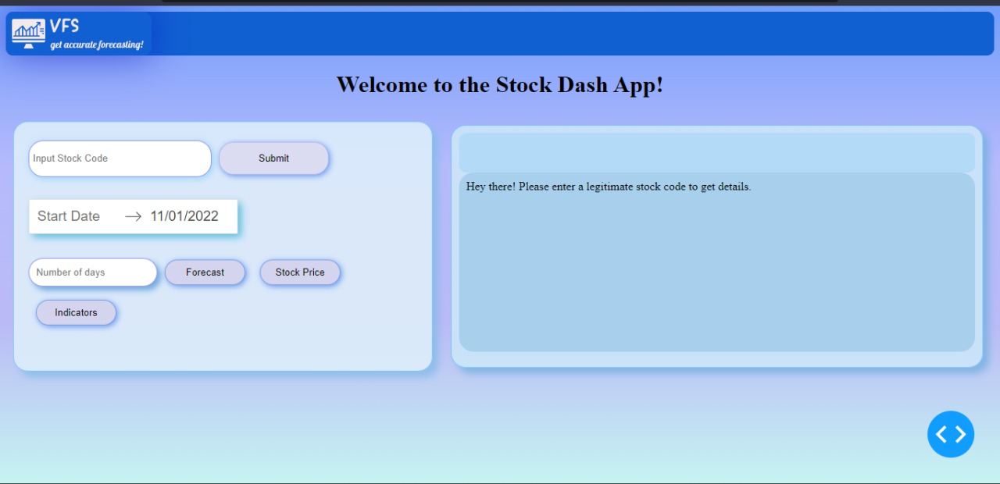 VFS
get accurate forecasting!
Welcome to the Stock Dash App!
Input Stock Code
Submit
Start Date
11/01/2022
Number of days
Forecast
Stock Price
Indicators
Hey there! Please enter a legitimate stock code to get details.